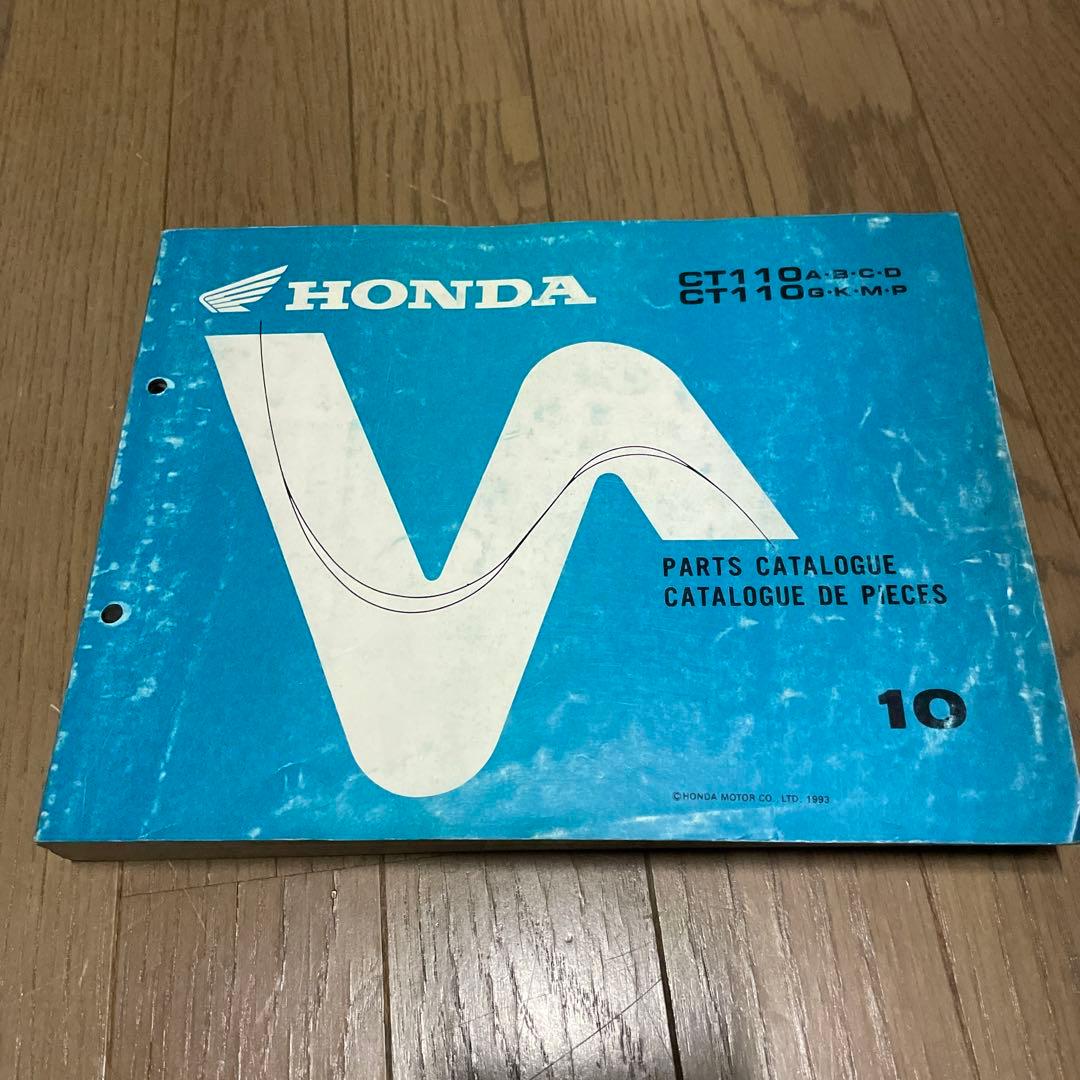 HONDA
CT110A·B·C·D
CT110G·K·M·P
PARTS CATALOGUE
CATALOGUE DE PIECES
10
©HONDA MOTOR CO., LTD. 1993